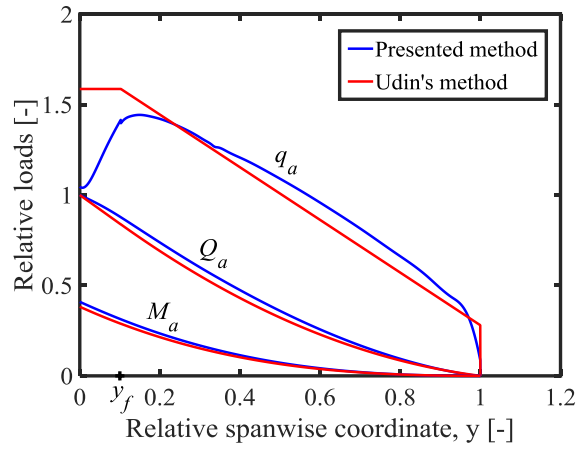 2
Presented method
Udin's method
1.5
q_a
1
Q_a
0.5
M_a
0
0 y_f 0.2 0.4 0.6 0.8 1 1.2
Relative loads [-]
Relative spanwise coordinate, y [-]